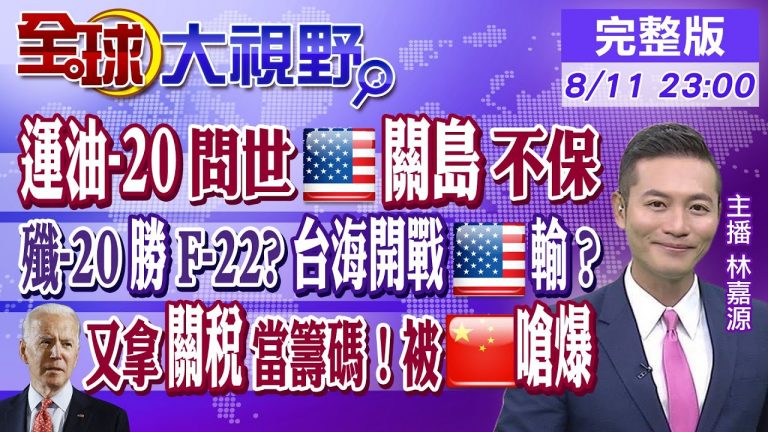 全球大視野
完整版
8/11 23:00
運油-20 問世 關島 不保
殲-20 勝 F-22? 台海開戰 輸？
又拿關稅當籌碼！被嗆爆
主播 林嘉源